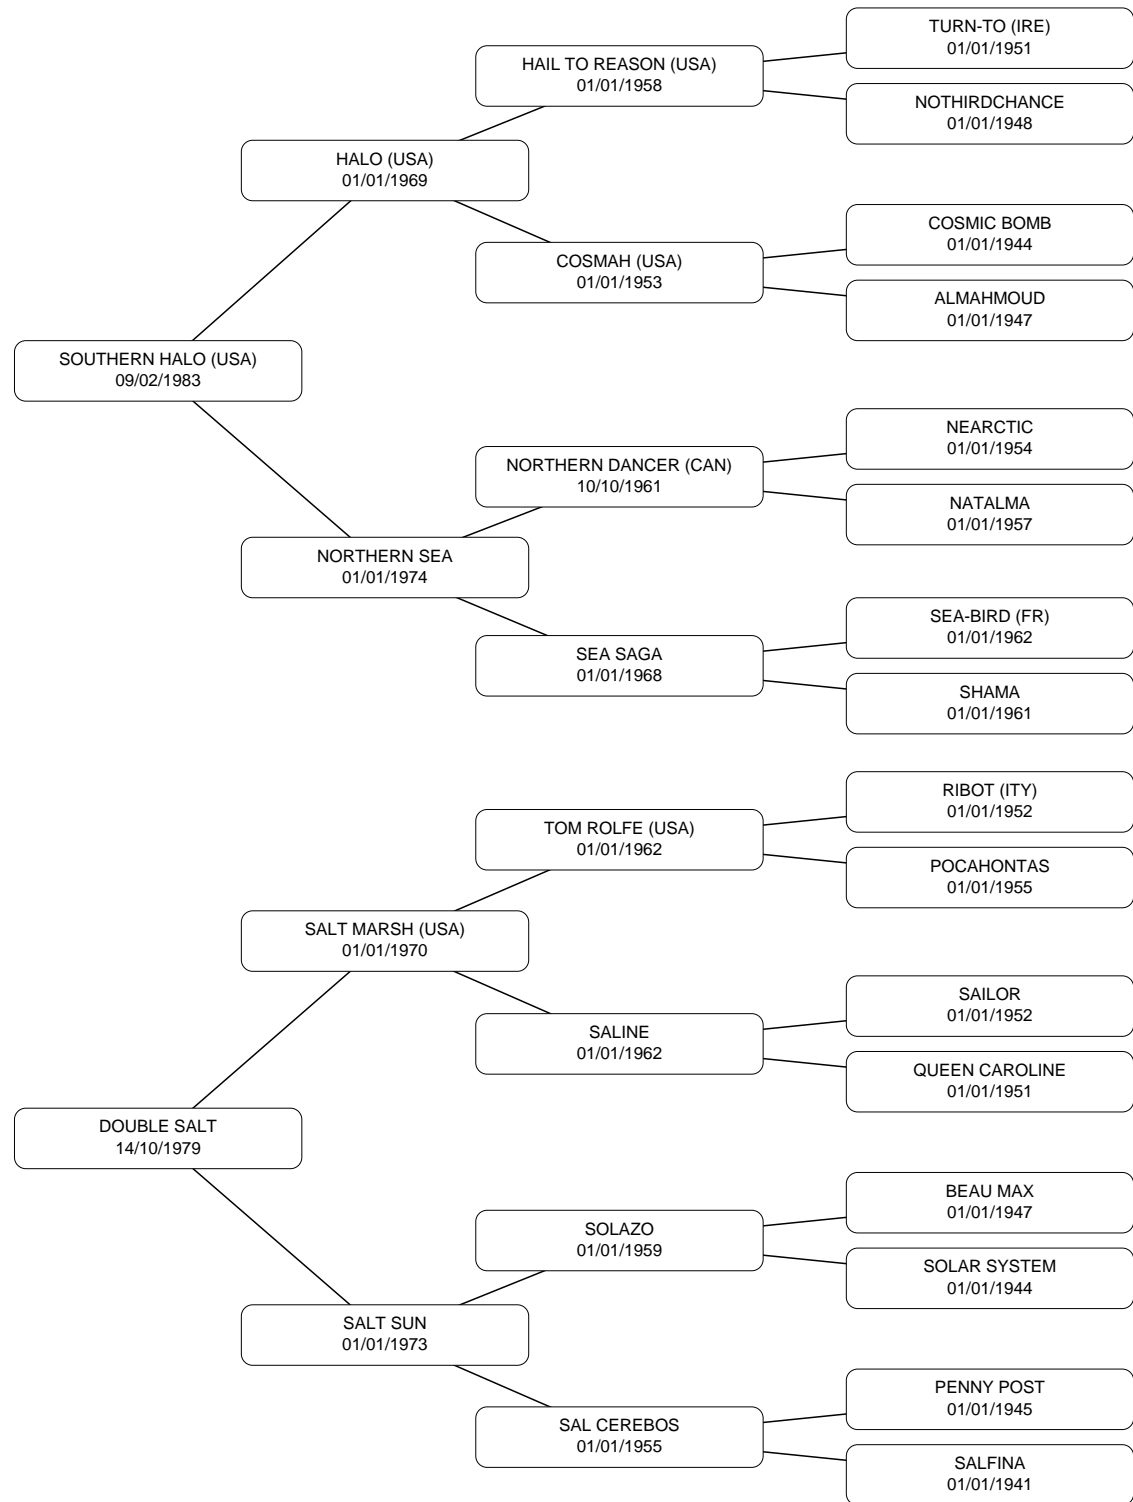 TURN-TO (IRE)
01/01/1951
HAIL TO REASON (USA)
01/01/1958
NOTHIRDCHANCE
01/01/1948
HALO (USA)
01/01/1969
COSMIC BOMB
01/01/1944
COSMAH (USA)
01/01/1953
ALMAHMOUD
01/01/1947
SOUTHERN HALO (USA)
09/02/1983
NEARCTIC
01/01/1954
NORTHERN DANCER (CAN)
10/10/1961
NATALMA
01/01/1957
NORTHERN SEA
01/01/1974
SEA-BIRD (FR)
01/01/1962
SEA SAGA
01/01/1968
SHAMA
01/01/1961
RIBOT (ITY)
01/01/1952
TOM ROLFE (USA)
01/01/1962
POCAHONTAS
01/01/1955
SALT MARSH (USA)
01/01/1970
SAILOR
01/01/1952
SALINE
01/01/1962
QUEEN CAROLINE
01/01/1951
DOUBLE SALT
14/10/1979
BEAU MAX
01/01/1947
SOLAZO
01/01/1959
SOLAR SYSTEM
01/01/1944
SALT SUN
01/01/1973
PENNY POST
01/01/1945
SAL CEREBOS
01/01/1955
SALFINA
01/01/1941